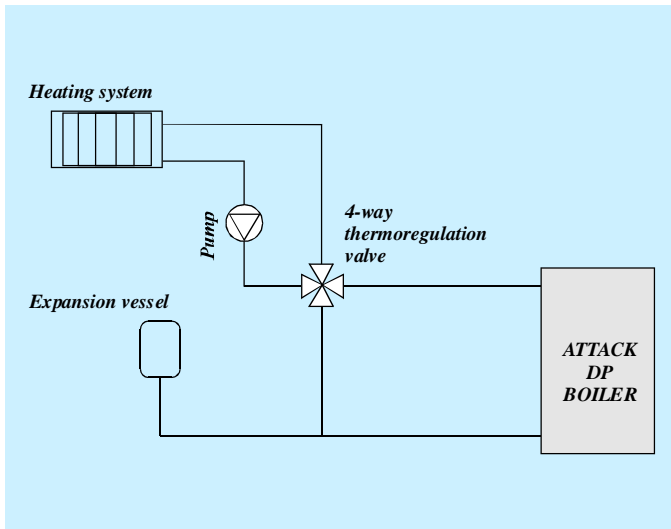 Heating system
4-way
thermoregulation
valve
Pump
Expansion vessel
ATTACK
DP
BOILER